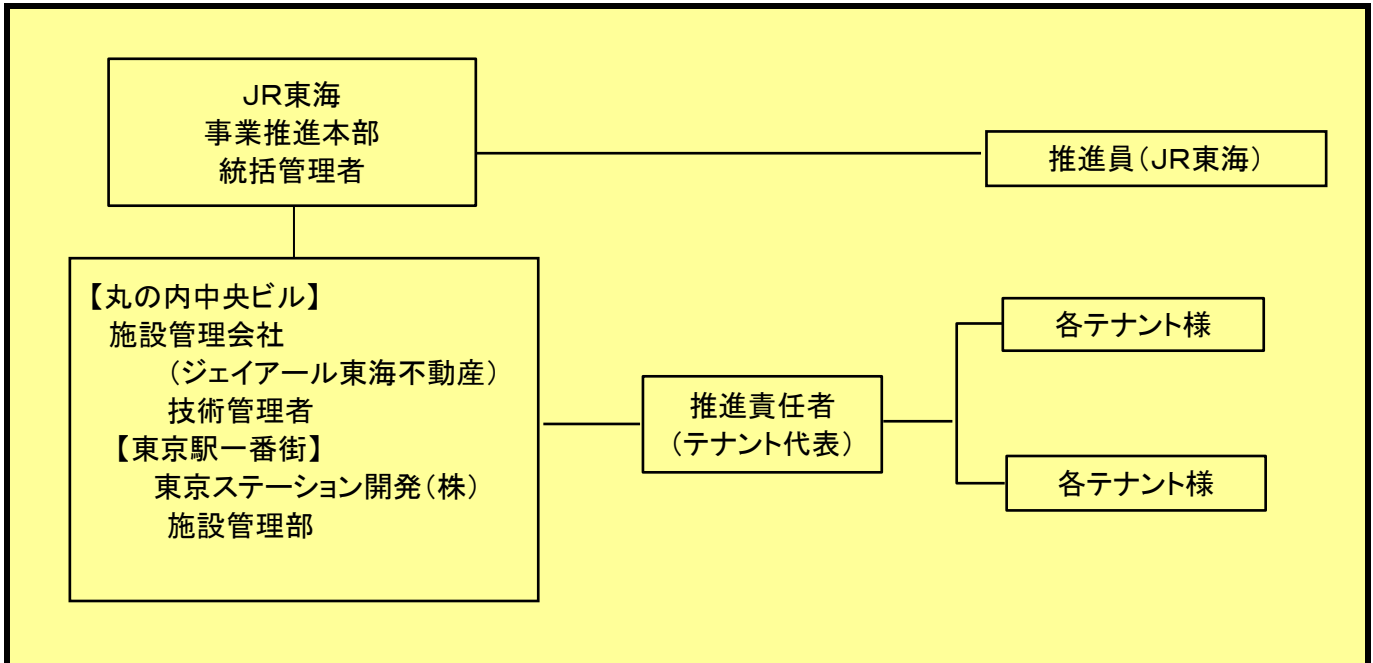 JR東海
事業推進本部
統括管理者
推進員（JR東海）
【丸の内中央ビル】
施設管理会社
（ジェイアール東海不動産）
技術管理者
【東京駅一番街】
東京ステーション開発（株）
施設管理部
推進責任者
（テナント代表）
各テナント様
各テナント様